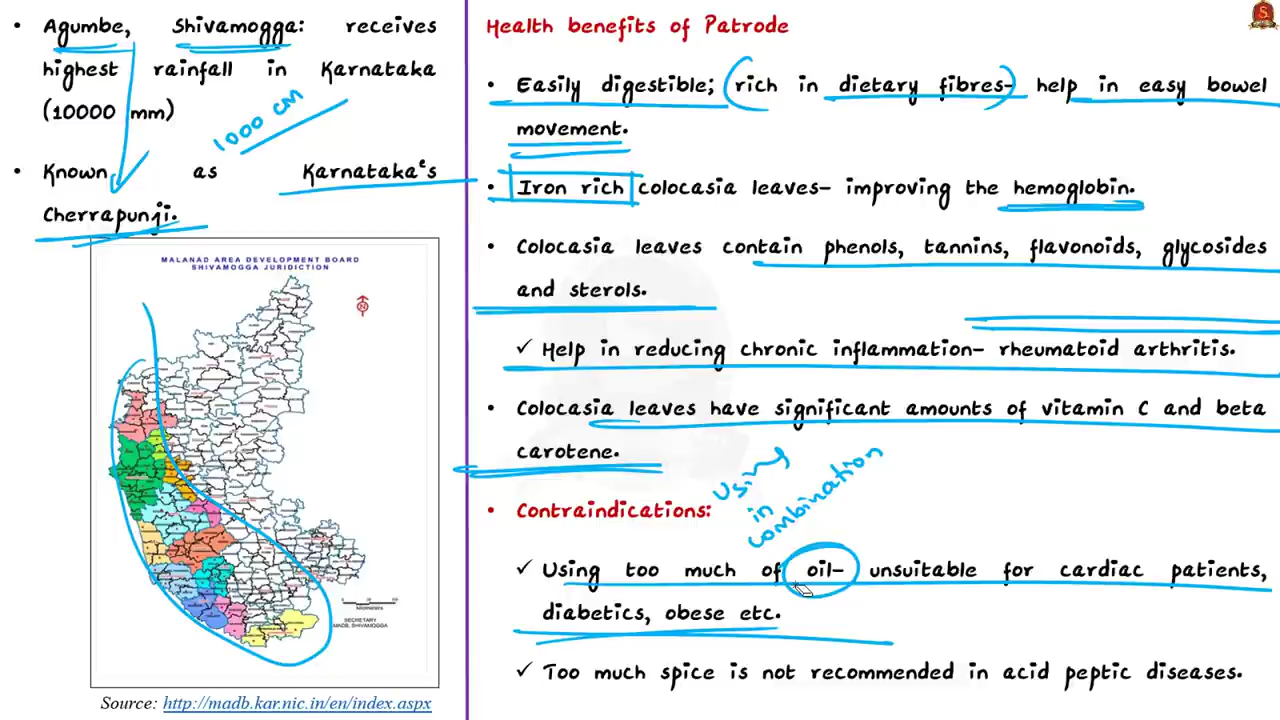 • Agumbe, Shivamogga: receives
highest rainfall in Karnataka
(10000 mm)
1000 CM
• Known as Karnataka's
Cherrapunji.
MALANAD AREA DEVELOPMENT BOARD
SHIVAMOGGA JURIDICTION
N
SECRETARY
MADB, SHIVAMOGGA
Source: http://madb.kar.nic.in/en/index.aspx
Health benefits of Patrode
• Easily digestible; (rich in dietary fibres-) help in easy bowel
movement.
• Iron rich colocasia leaves- improving the hemoglobin.
• Colocasia leaves contain phenols, tannins, flavonoids, glycosides
and sterols.
✓ Help in reducing chronic inflammation- rheumatoid arthritis.
• Colocasia leaves have significant amounts of vitamin C and beta
carotene.
Using
in
combination
• Contraindications:
✓ Using too much of oil- unsuitable for cardiac patients,
diabetics, obese etc.
✓ Too much spice is not recommended in acid peptic diseases.